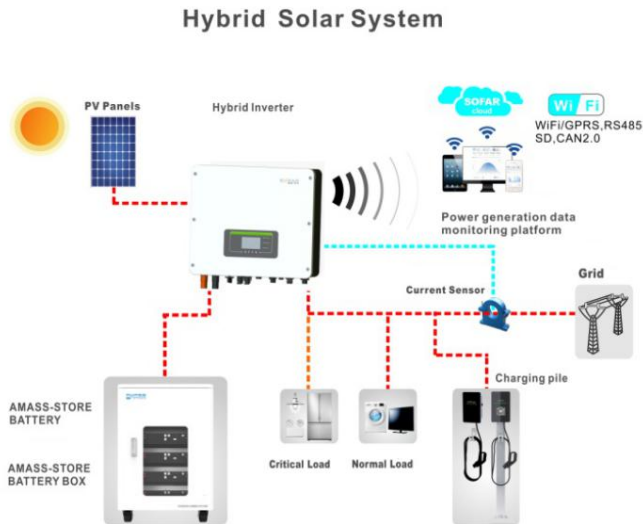 Hybrid Solar System
PV Panels
Hybrid Inverter
SOFAR
cloud
Wi Fi
WiFi/GPRS,RS485
SD,CAN2.0
Power generation data
monitoring platform
Current Sensor
Grid
Charging pile
AMASS-STORE
BATTERY
AMASS-STORE
BATTERY BOX
Critical Load
Normal Load